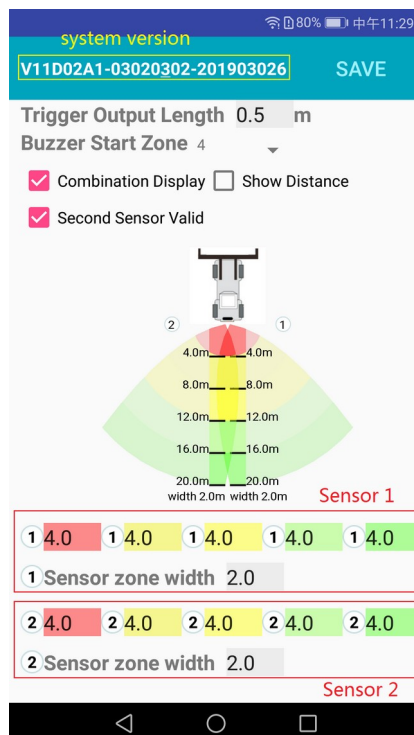 80% 中午11:29
system version
V11D02A1-03020302-201903026 SAVE
Trigger Output Length 0.5 m
Buzzer Start Zone 4
Combination Display Show Distance
Second Sensor Valid
2 1
4.0m 4.0m
8.0m 8.0m
12.0m 12.0m
16.0m 16.0m
20.0m 20.0m
width 2.0m width 2.0m
Sensor 1
1 4.0 1 4.0 1 4.0 1 4.0 1 4.0
1 Sensor zone width 2.0
2 4.0 2 4.0 2 4.0 2 4.0 2 4.0
2 Sensor zone width 2.0
Sensor 2